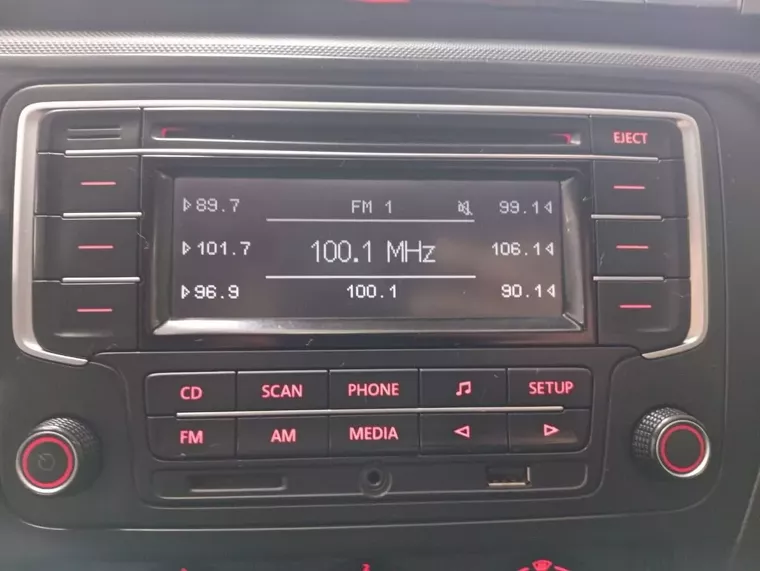 EJECT
89.7 FM 1 99.1
101.7 100.1 MHz 106.1
96.9 100.1 90.1
CD SCAN PHONE SETUP
FM AM MEDIA